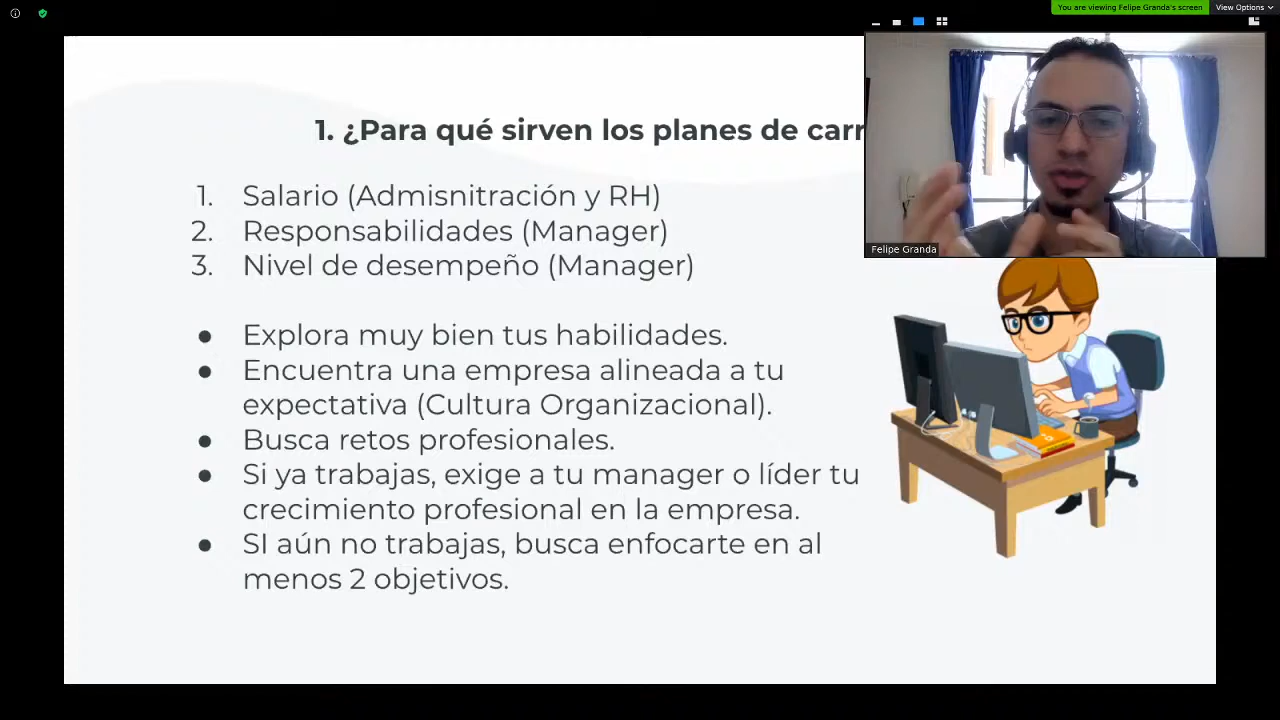 You are viewing Felipe Granda's screen
View Options
1. ¿Para qué sirven los planes de
1. Salario (Admisnitración y RH)
2. Responsabilidades (Manager)
3. Nivel de desempeño (Manager)
● Explora muy bien tus habilidades.
● Encuentra una empresa alineada a tu
expectativa (Cultura Organizacional).
● Busca retos profesionales.
● Si ya trabajas, exige a tu manager o líder tu
crecimiento profesional en la empresa.
● SI aún no trabajas, busca enfocarte en al
menos 2 objetivos.
Felipe Granda